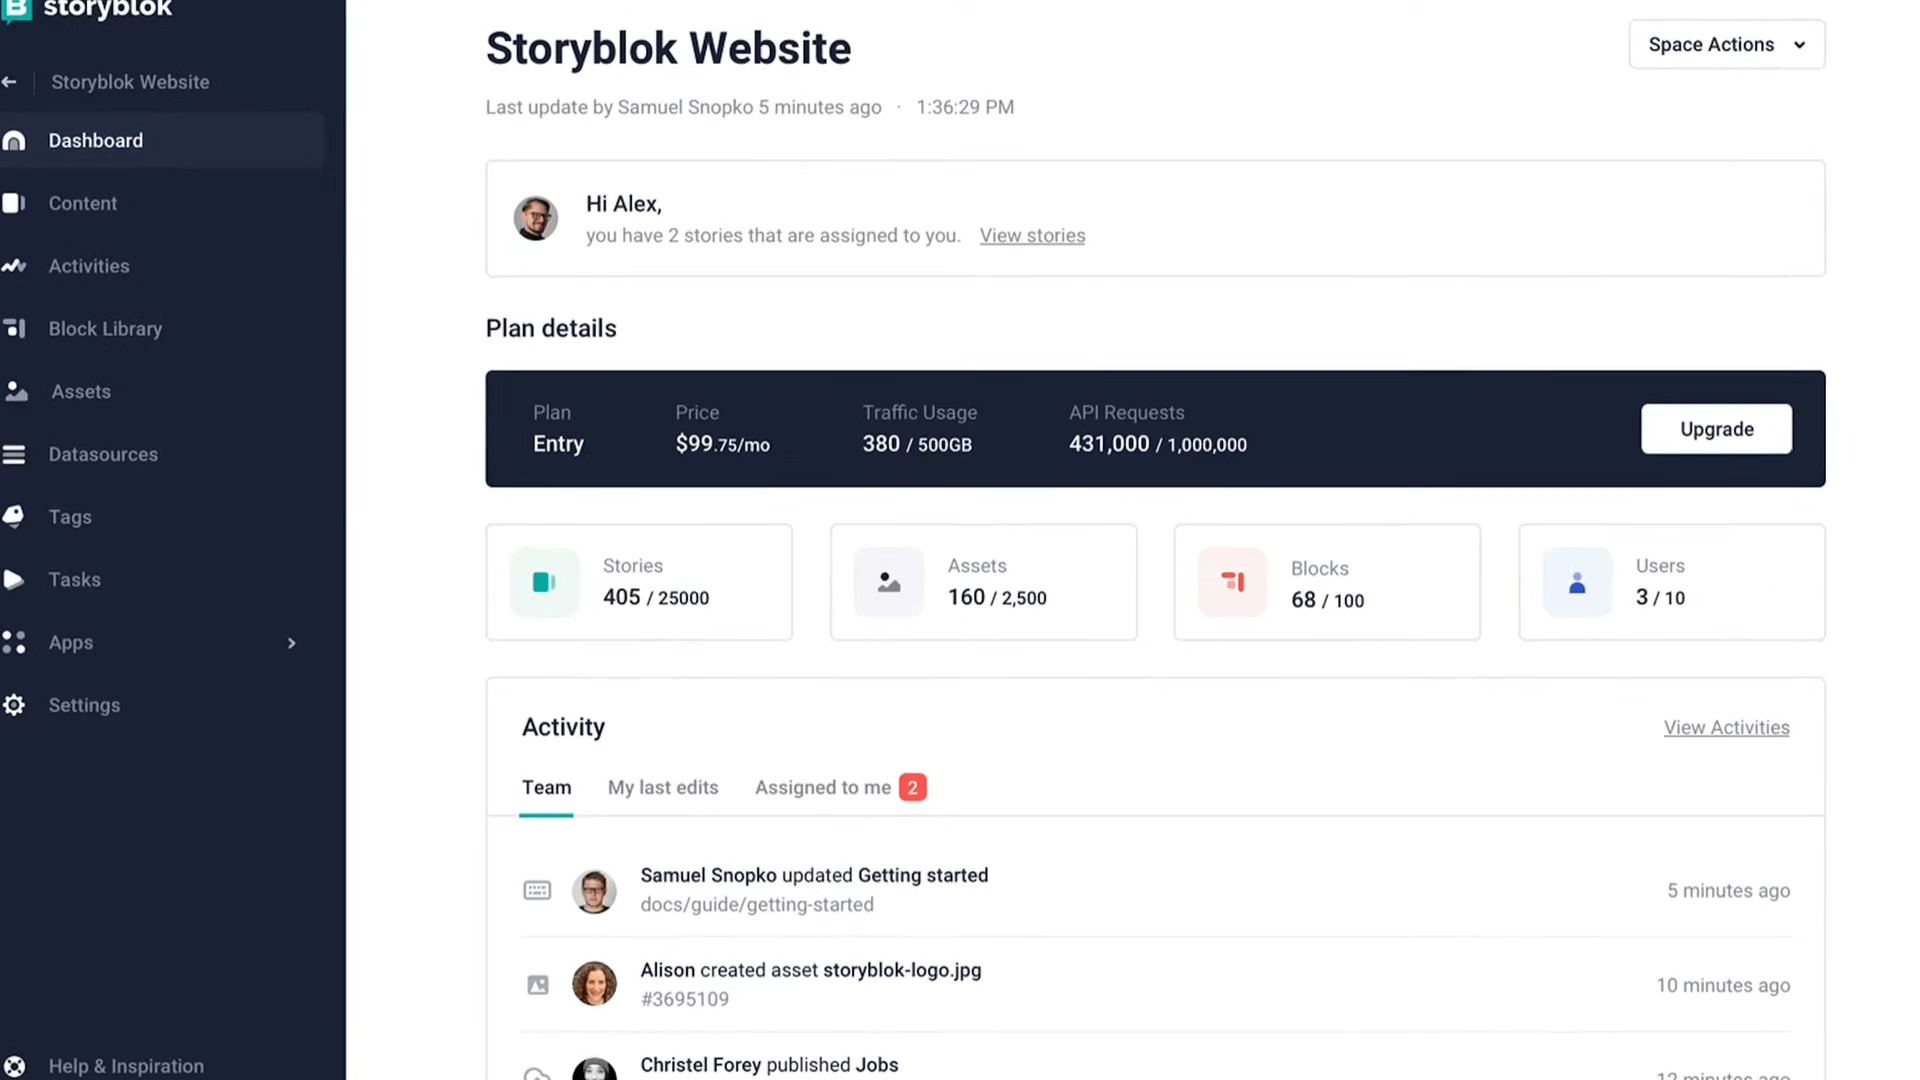 storyblok
Storyblok Website
Dashboard
Content
Activities
Block Library
Assets
Datasources
Tags
Tasks
Apps
Settings
Help & Inspiration
Storyblok Website
Space Actions
Last update by Samuel Snopko 5 minutes ago · 1:36:29 PM
Hi Alex,
you have 2 stories that are assigned to you. View stories
Plan details
Plan Price Traffic Usage API Requests
Entry $99.75/mo 380 / 500GB 431,000 / 1,000,000
Upgrade
Stories
405 / 25000
Assets
160 / 2,500
Blocks
68 / 100
Users
3 / 10
Activity
View Activities
Team My last edits Assigned to me 2
Samuel Snopko updated Getting started
docs/guide/getting-started
5 minutes ago
Alison created asset storyblok-logo.jpg
#3695109
10 minutes ago
Christel Forey published Jobs
12 minutes ago